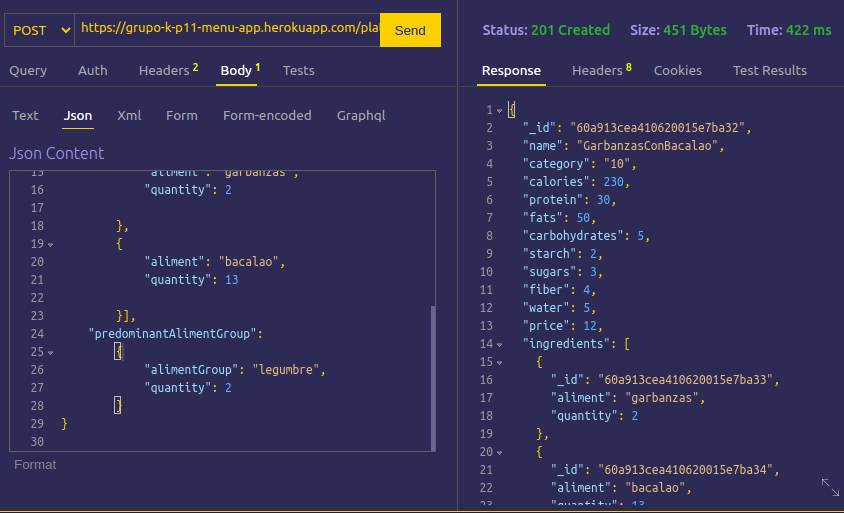 POST
https://grupo-k-p11-menu-app.herokuapp.com/plat
Send
Query Auth Headers 2 Body 1 Tests
Text Json Xml Form Form-encoded Graphql
Json Content
15 "aliment": "garbanzas",
16 "quantity": 2
17
18 },
19 {
20 "aliment": "bacalao",
21 "quantity": 13
22
23 }],
24 "predominantAlimentGroup":
25 {
26 "alimentGroup": "legumbre",
27 "quantity": 2
28 }
29 }
30
Format
Status: 201 Created Size: 451 Bytes Time: 422 ms
Response Headers 8 Cookies Test Results
1 {
2 "_id": "60a913cea410620015e7ba32",
3 "name": "GarbanzasConBacalao",
4 "category": "10",
5 "calories": 230,
6 "protein": 30,
7 "fats": 50,
8 "carbohydrates": 5,
9 "starch": 2,
10 "sugars": 3,
11 "fiber": 4,
12 "water": 5,
13 "price": 12,
14 "ingredients": [
15 {
16 "_id": "60a913cea410620015e7ba33",
17 "aliment": "garbanzas",
18 "quantity": 2
19 },
20 {
21 "_id": "60a913cea410620015e7ba34",
22 "aliment": "bacalao",
23 "quantity": 13